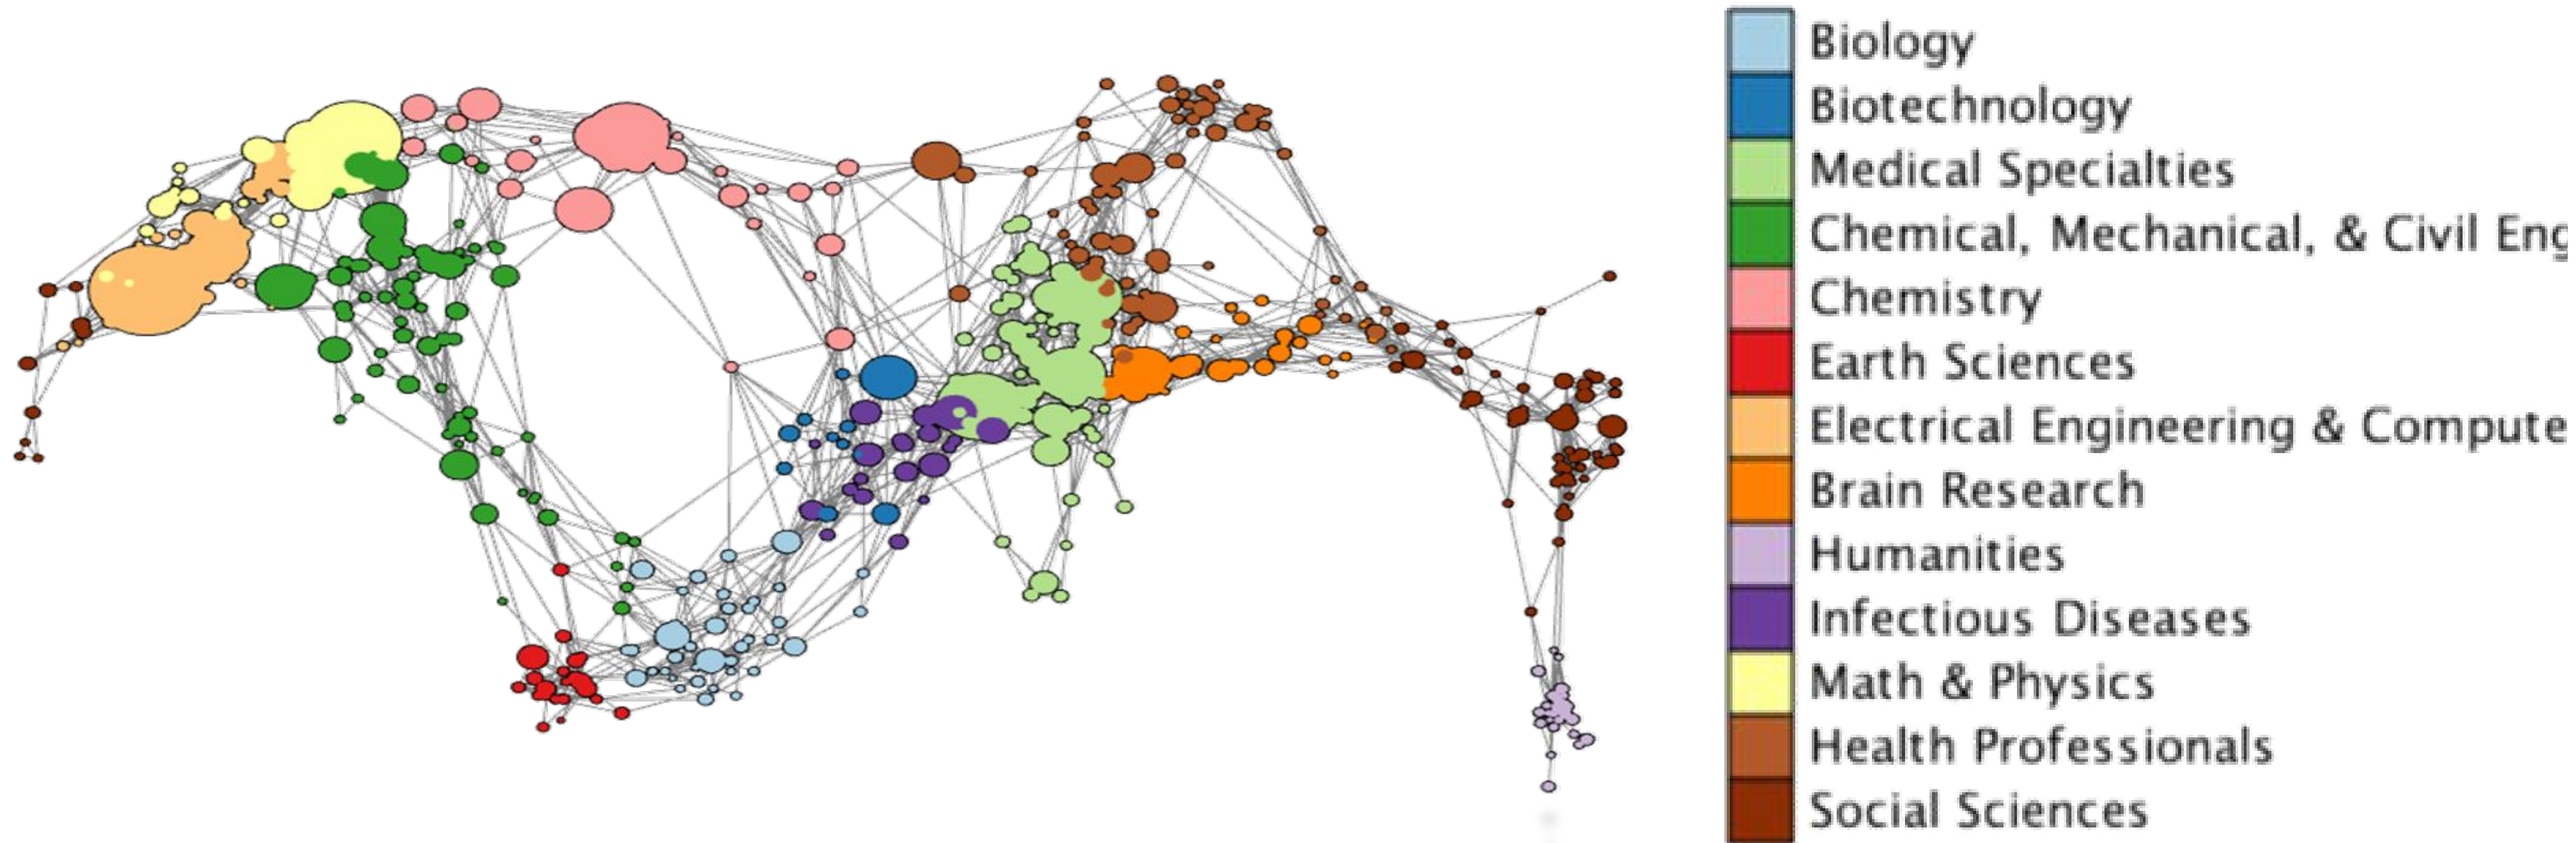 Biology
Biotechnology
Medical Specialties
Chemical, Mechanical, & Civil Eng
Chemistry
Earth Sciences
Electrical Engineering & Compute
Brain Research
Humanities
Infectious Diseases
Math & Physics
Health Professionals
Social Sciences